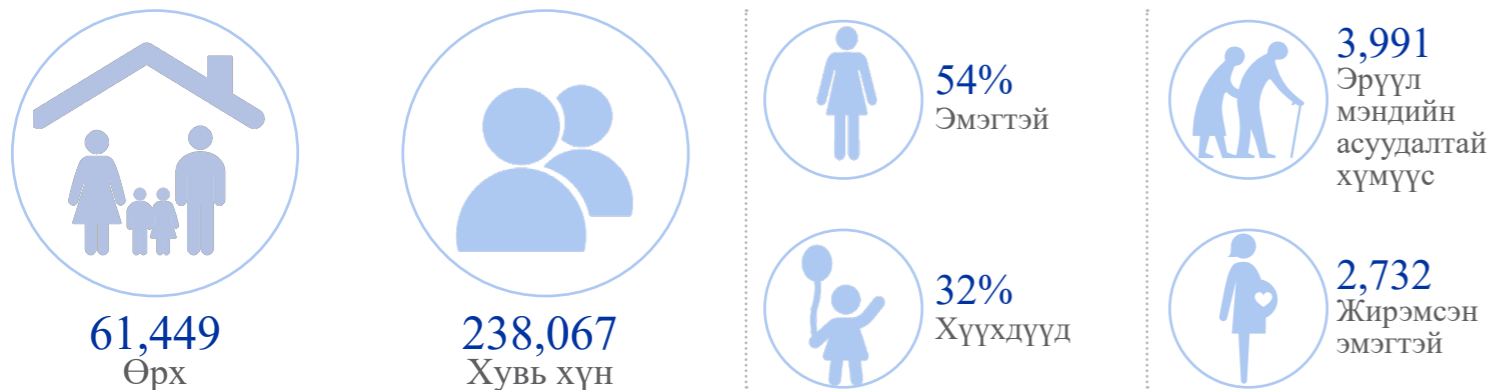 61,449
Өрх
238,067
Хувь хүн
54%
Эмэгтэй
32%
Хүүхдүүд
3,991
Эрүүл
мэндийн
асуудалтай
хүмүүс
2,732
Жирэмсэн
эмэгтэй